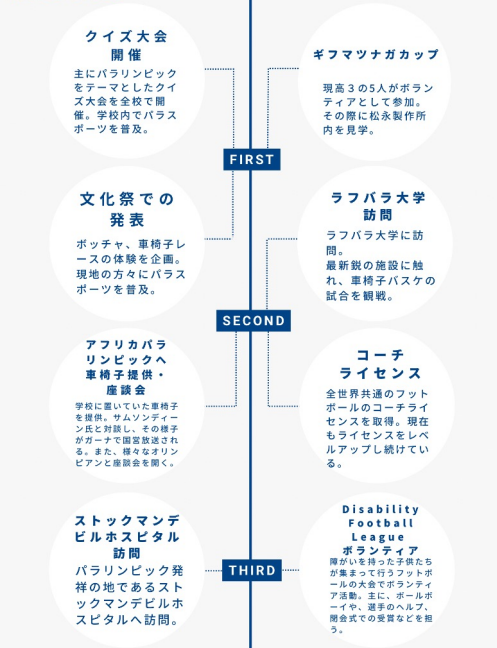 クイズ大会
開催
主にパラリンピック
をテーマとしたクイ
ズ大会を全校で開
催。学校内でパラス
ポーツを普及。
ギフマツナガカップ
現高３の5人がボラン
ティアとして参加。
その際に松永製作所
内を見学。
FIRST
文化祭での
発表
ボッチャ、車椅子レ
ースの体験を企画。
現地の方々にパラス
ポーツを普及。
ラフバラ大学
訪問
ラフバラ大学に訪
問。
最新鋭の施設に触
れ、車椅子バスケの
試合を観戦。
SECOND
アフリカパラ
リンピックへ
車椅子提供・
座談会
学校に置いていた車椅子
を提供。サムソンディー
ン氏と対談し、その様子
がガーナで国営放送され
る。また、様々なオリン
ピアンと座談会を開く。
コーチ
ライセンス
全世界共通のフット
ボールのコーチライ
センスを取得。現在
もライセンスをレベ
ルアップし続けてい
る。
ストックマンデ
ビルホスピタル
訪問
パラリンピック発
祥の地であるスト
ックマンデビルホ
スピタルへ訪問。
THIRD
Disability
Football
League
ボランティア
障がいを持った子供たち
が集まって行うフットボ
ールの大会でボランティ
ア活動。主に、ボールボ
ーイや、選手のヘルプ、
閉会式での受賞などを担
う。